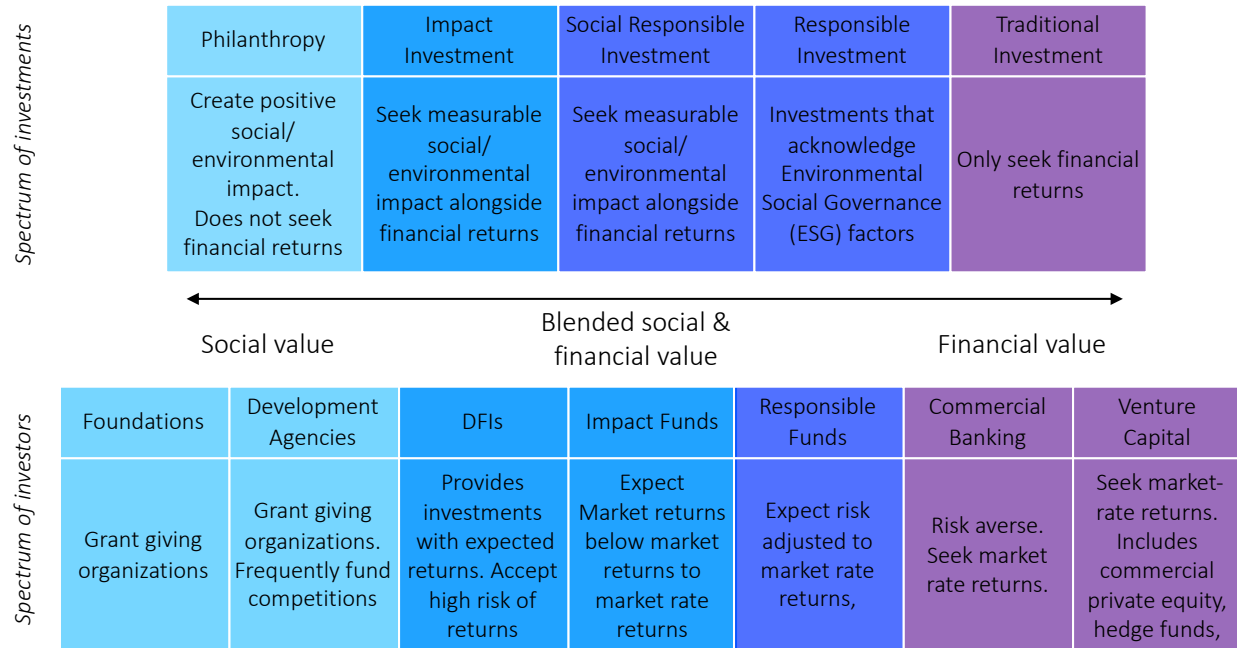 Spectrum of investments
Philanthropy
Impact
Investment
Social Responsible
Investment
Responsible
Investment
Traditional
Investment
Create positive
social/
environmental
impact.
Does not seek
financial returns
Seek measurable
social/
environmental
impact alongside
financial returns
Seek measurable
social/
environmental
impact alongside
financial returns
Investments that
acknowledge
Environmental
Social Governance
(ESG) factors
Only seek financial
returns
Social value
Blended social &
financial value
Financial value
Spectrum of investors
Foundations
Development
Agencies
DFIs
Impact Funds
Responsible
Funds
Commercial
Banking
Venture
Capital
Grant giving
organizations
Grant giving
organizations.
Frequently fund
competitions
Provides
investments
with expected
returns. Accept
high risk of
returns
Expect
Market returns
below market
returns to
market rate
returns
Expect risk
adjusted to
market rate
returns,
Risk averse.
Seek market
rate returns.
Seek market-
rate returns.
Includes
commercial
private equity,
hedge funds,